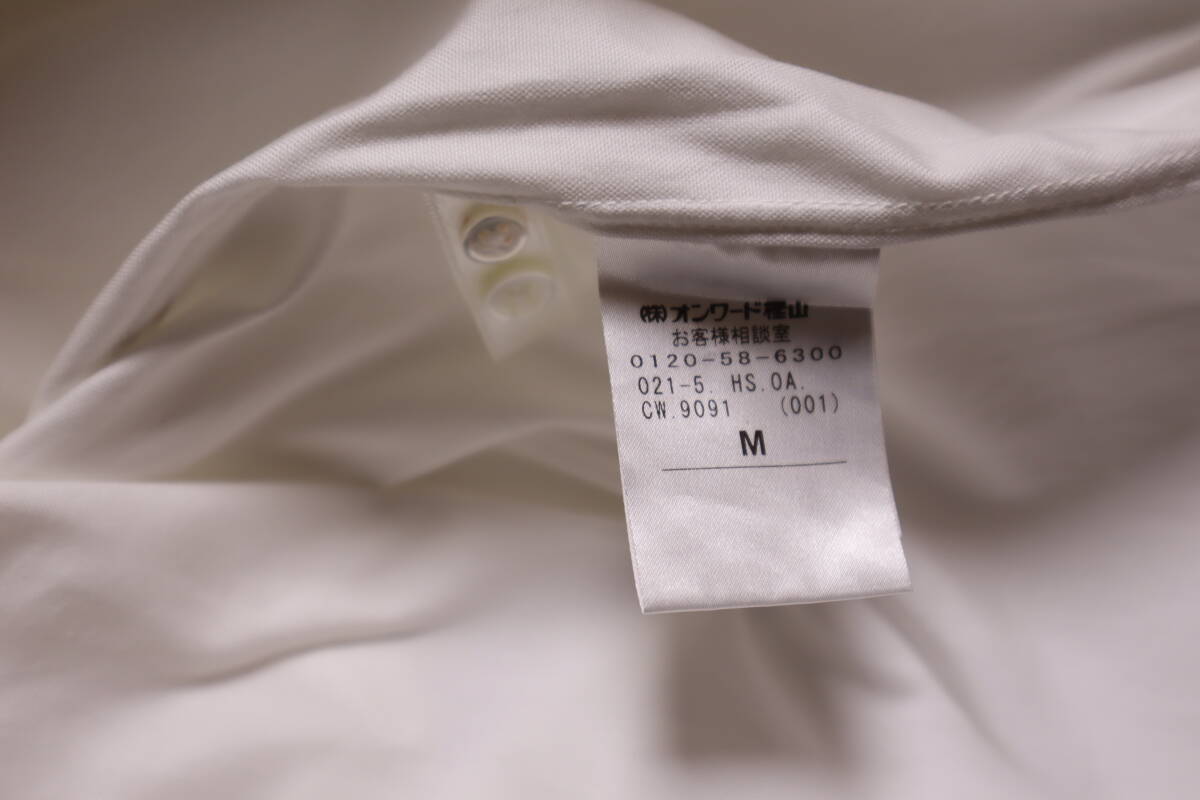 ㈱オンワード樫山
お客様相談室
0120-58-6300
021-5. HS.OA.
CW.9091 (001)
M